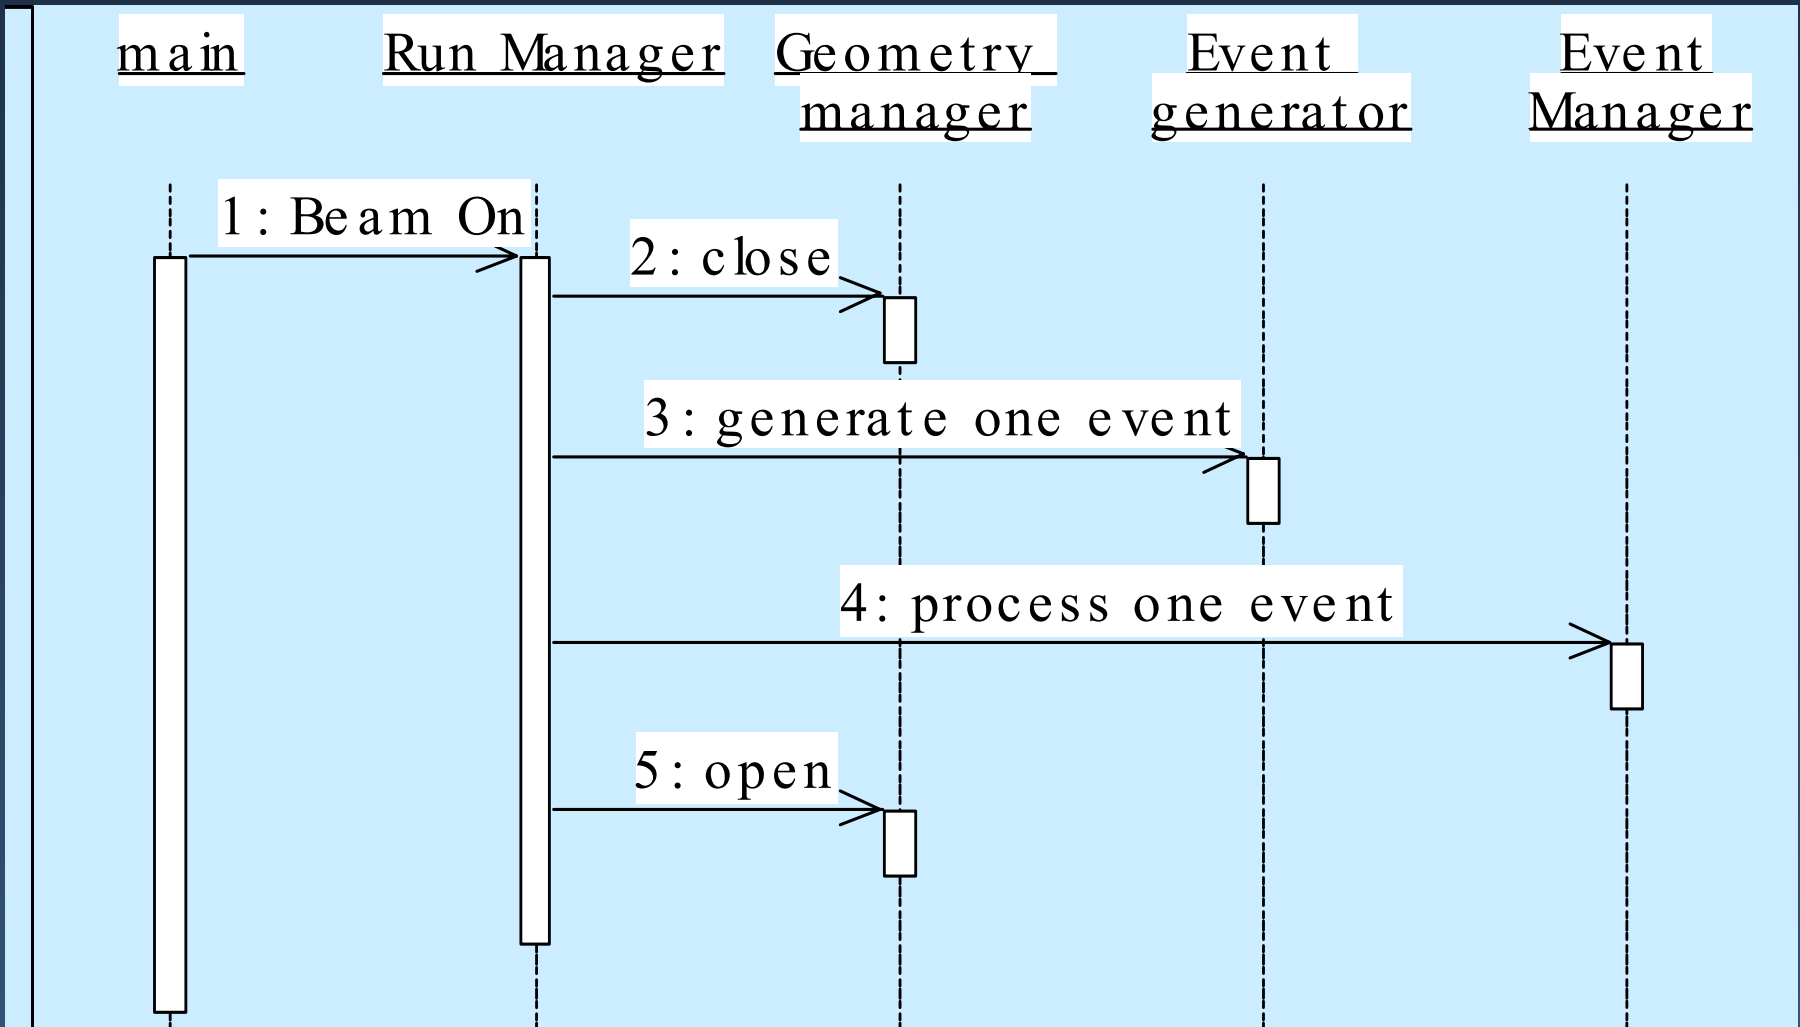 main
Run Manager
Geometry
manager
Event
generator
Event
Manager
1: Beam On
2: close
3: generate one event
4: process one event
5: open